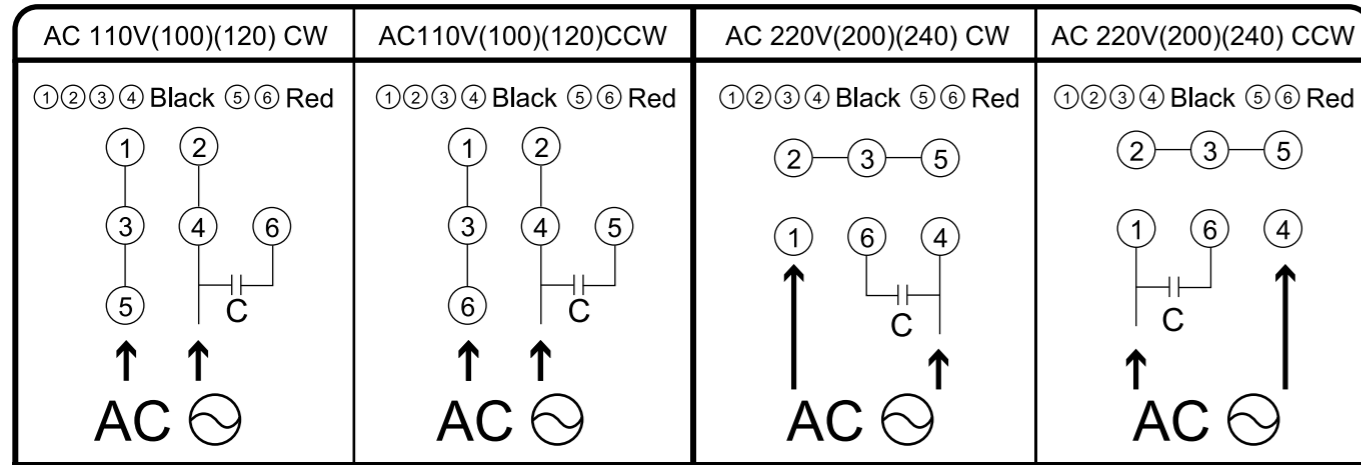 AC 110V(100)(120) CW
AC110V(100)(120)CCW
AC 220V(200)(240) CW
AC 220V(200)(240) CCW
①②③④ Black ⑤⑥ Red
①②③④ Black ⑤⑥ Red
①②③④ Black ⑤⑥ Red
①②③④ Black ⑤⑥ Red
1 2
3 4 6
5 C
AC
1 2
3 4 5
6 C
AC
2 3 5
1 6 4
C
AC
2 3 5
1 6 4
C
AC